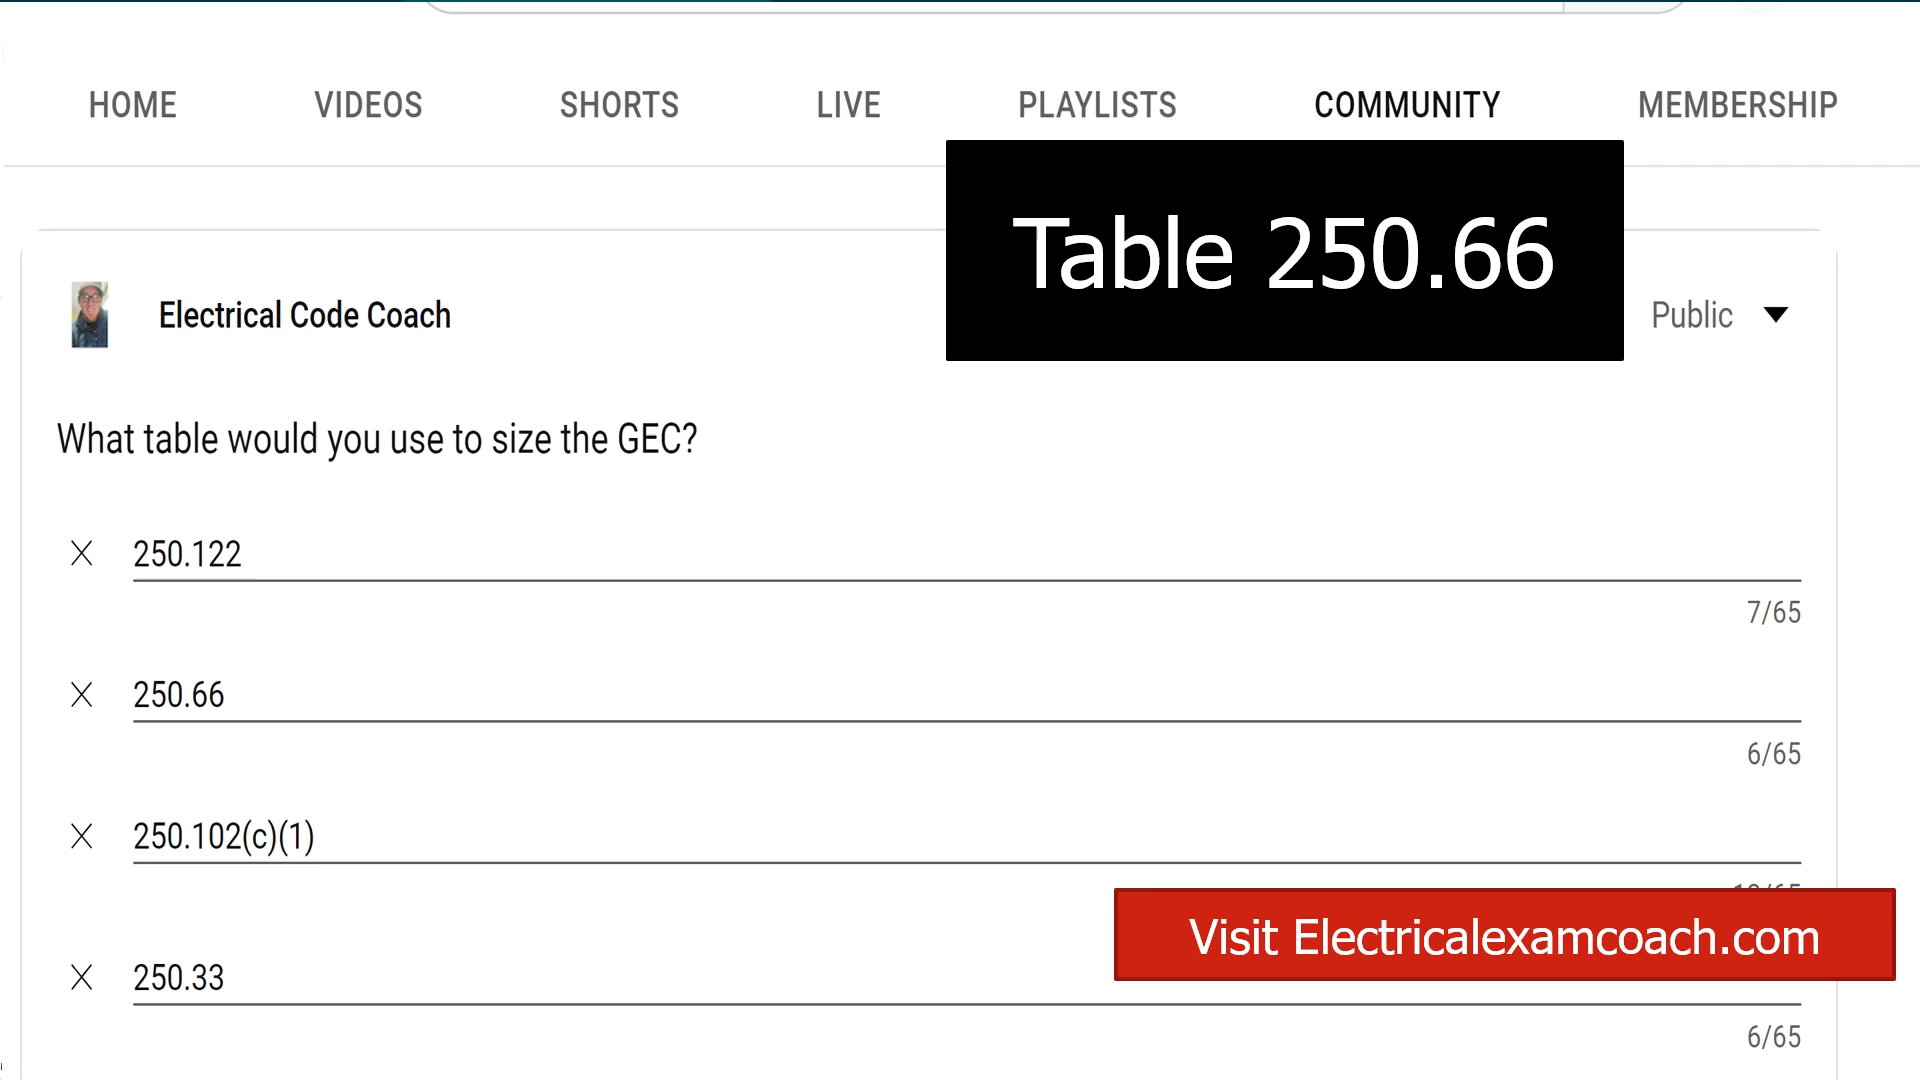 HOME VIDEOS SHORTS LIVE PLAYLISTS COMMUNITY MEMBERSHIP
Table 250.66
Electrical Code Coach
Public
What table would you use to size the GEC?
X 250.122
7/65
X 250.66
6/65
X 250.102(c)(1)
Visit Electricalexamcoach.com
X 250.33
6/65